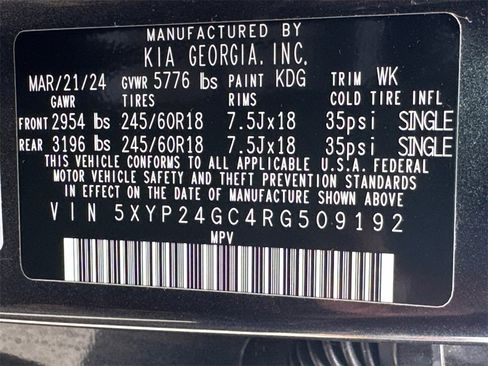 MANUFACTURED BY
KIA GEORGIA, INC.
MAR/21/24 GVWR 5776 lbs PAINT KDG TRIM WK
GAWR TIRES RIMS COLD TIRE INFL
FRONT 2954 lbs 245/60R18 7.5Jx18 35psi SINGLE
REAR 3196 lbs 245/60R18 7.5Jx18 35psi SINGLE
THIS VEHICLE CONFORMS TO ALL APPLICABLE U.S.A. FEDERAL
MOTOR VEHICLE SAFETY, BUMPER, AND THEFT PREVENTION STANDARDS
IN EFFECT ON THE DATE OF MANUFACTURE SHOWN ABOVE
VIN 5XYP24GC4RG509192
MPV